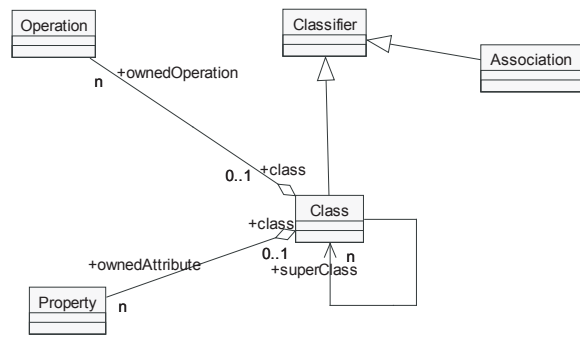 Operation
Classifier
Association
n
+ownedOperation
+class
0..1
+class
Class
0..1
n
+superClass
+ownedAttribute
Property
n